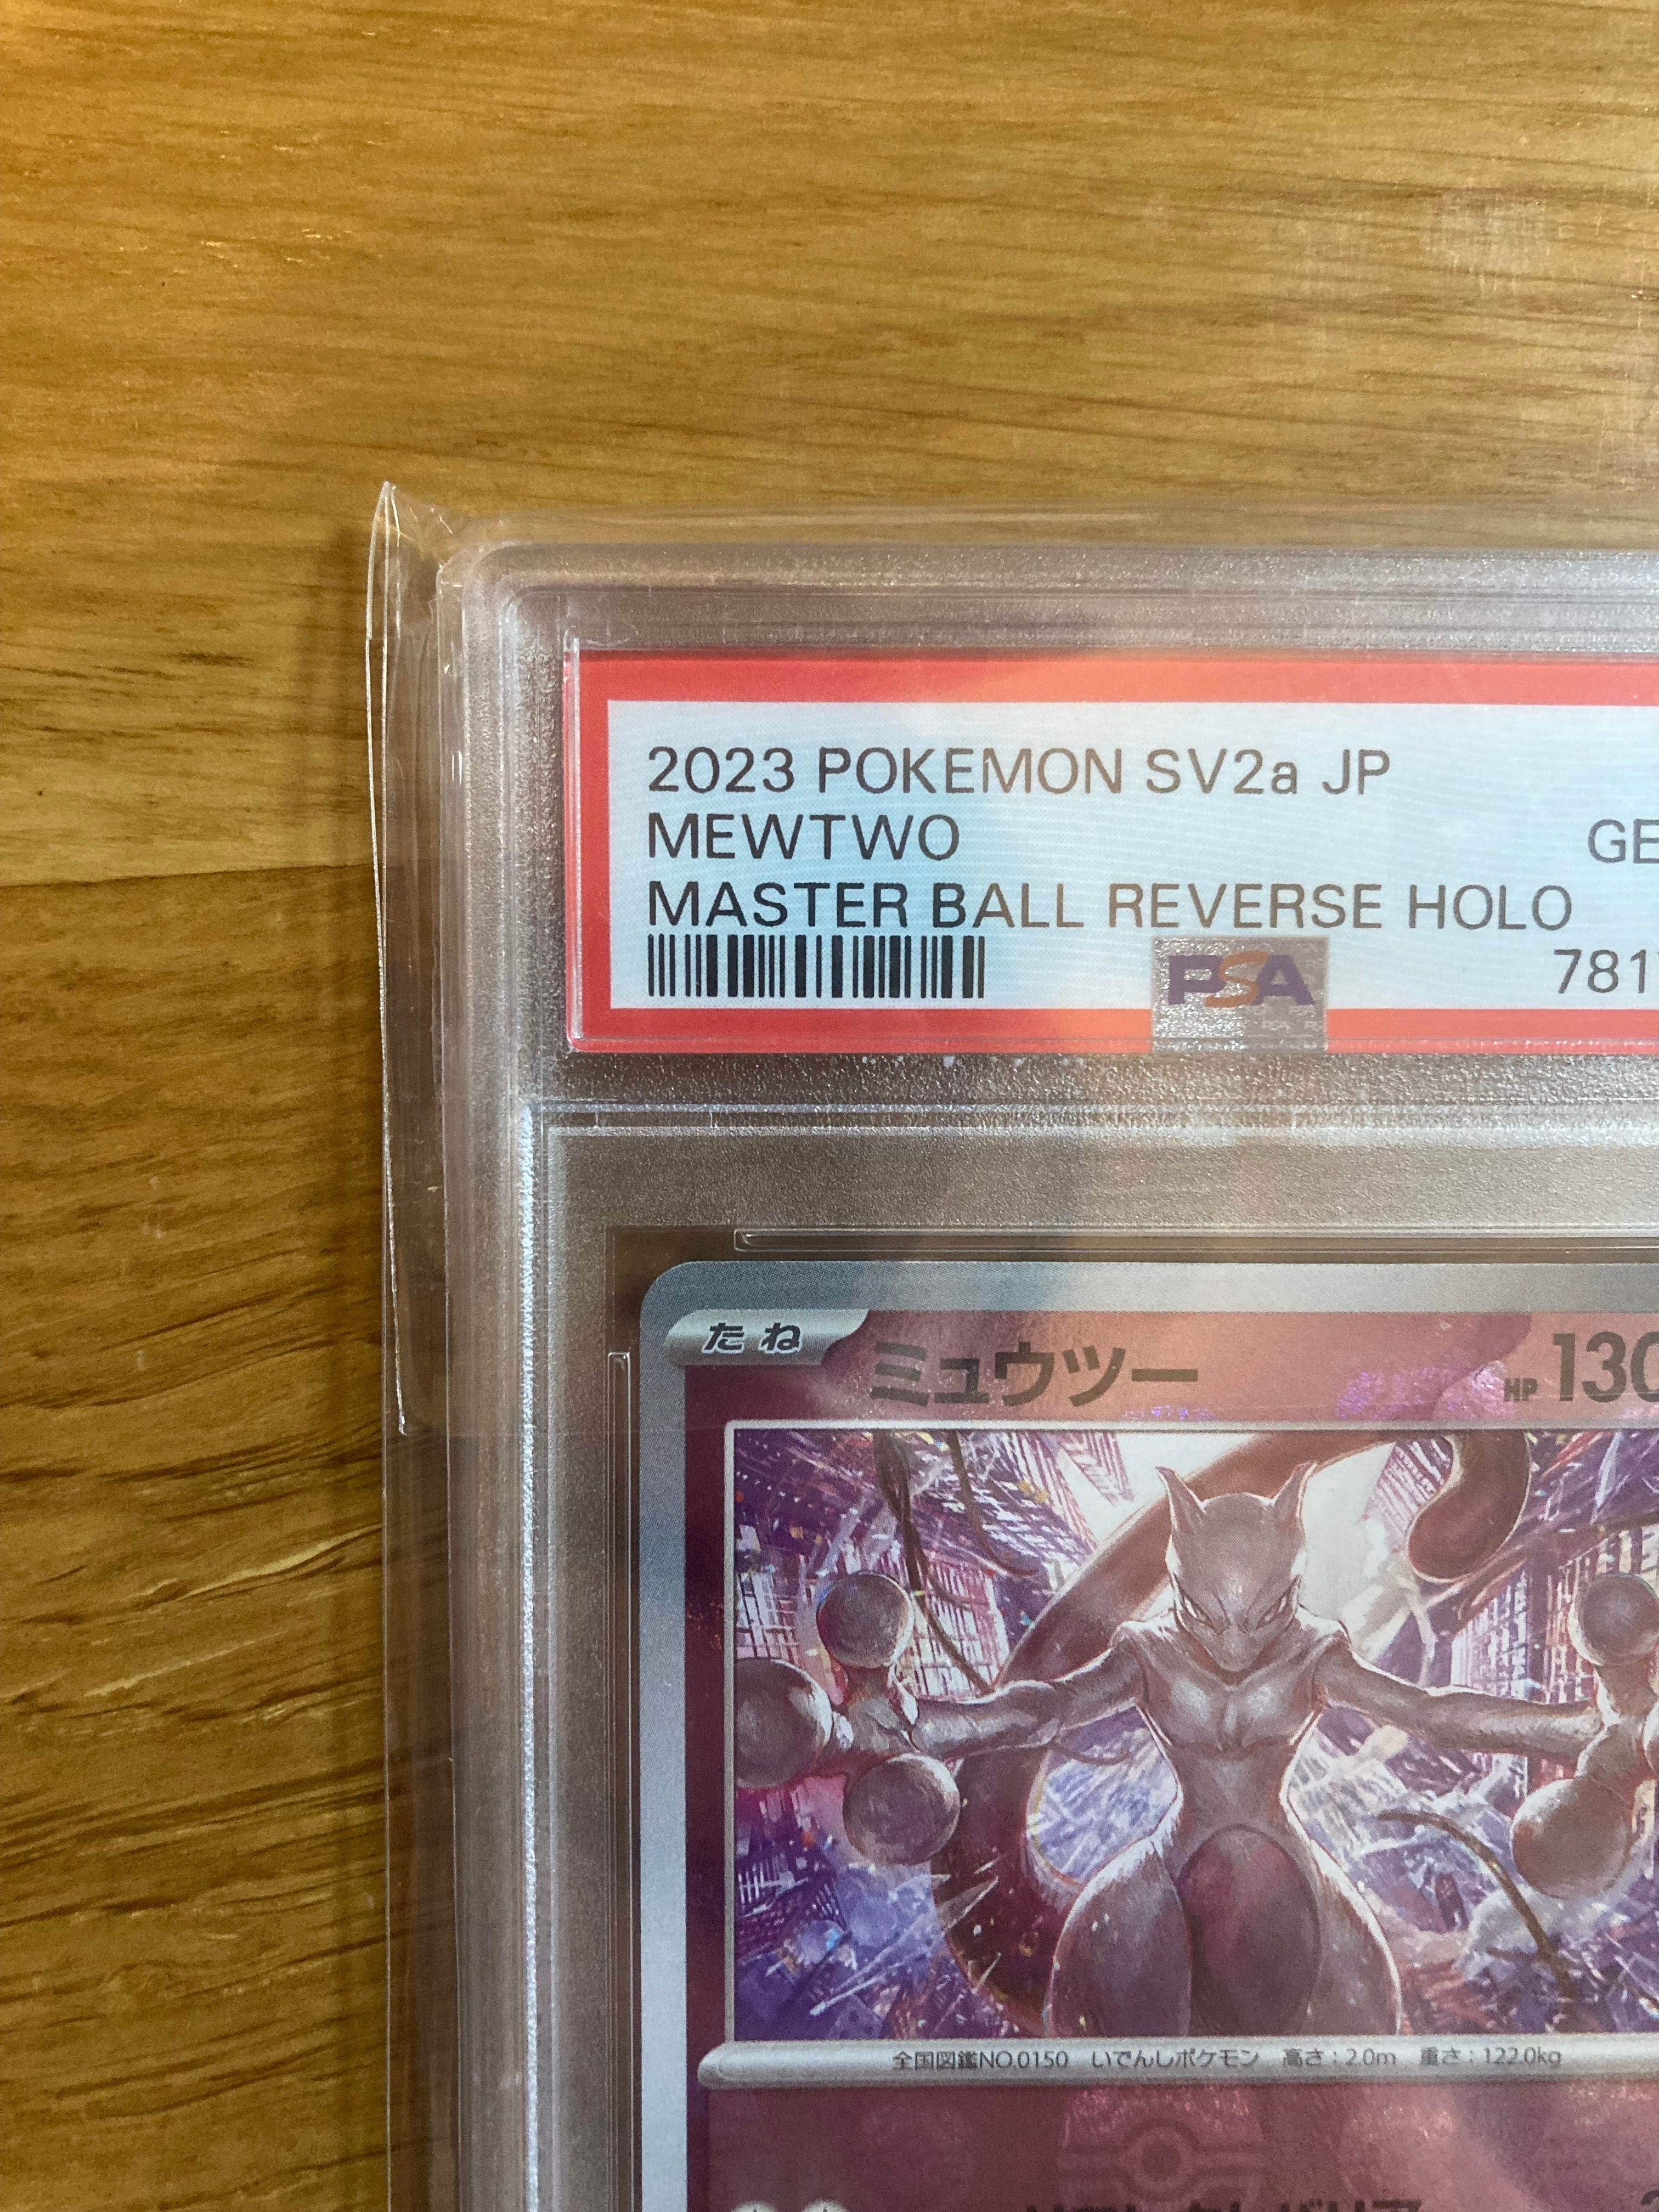 2023 POKEMON SV2a JP
MEWTWO
MASTER BALL REVERSE HOLO
PSA
たね
ミュウツー
HP 130
全国図鑑NO.0150 いでんしポケモン 高さ:2.0m 重さ:122.0kg